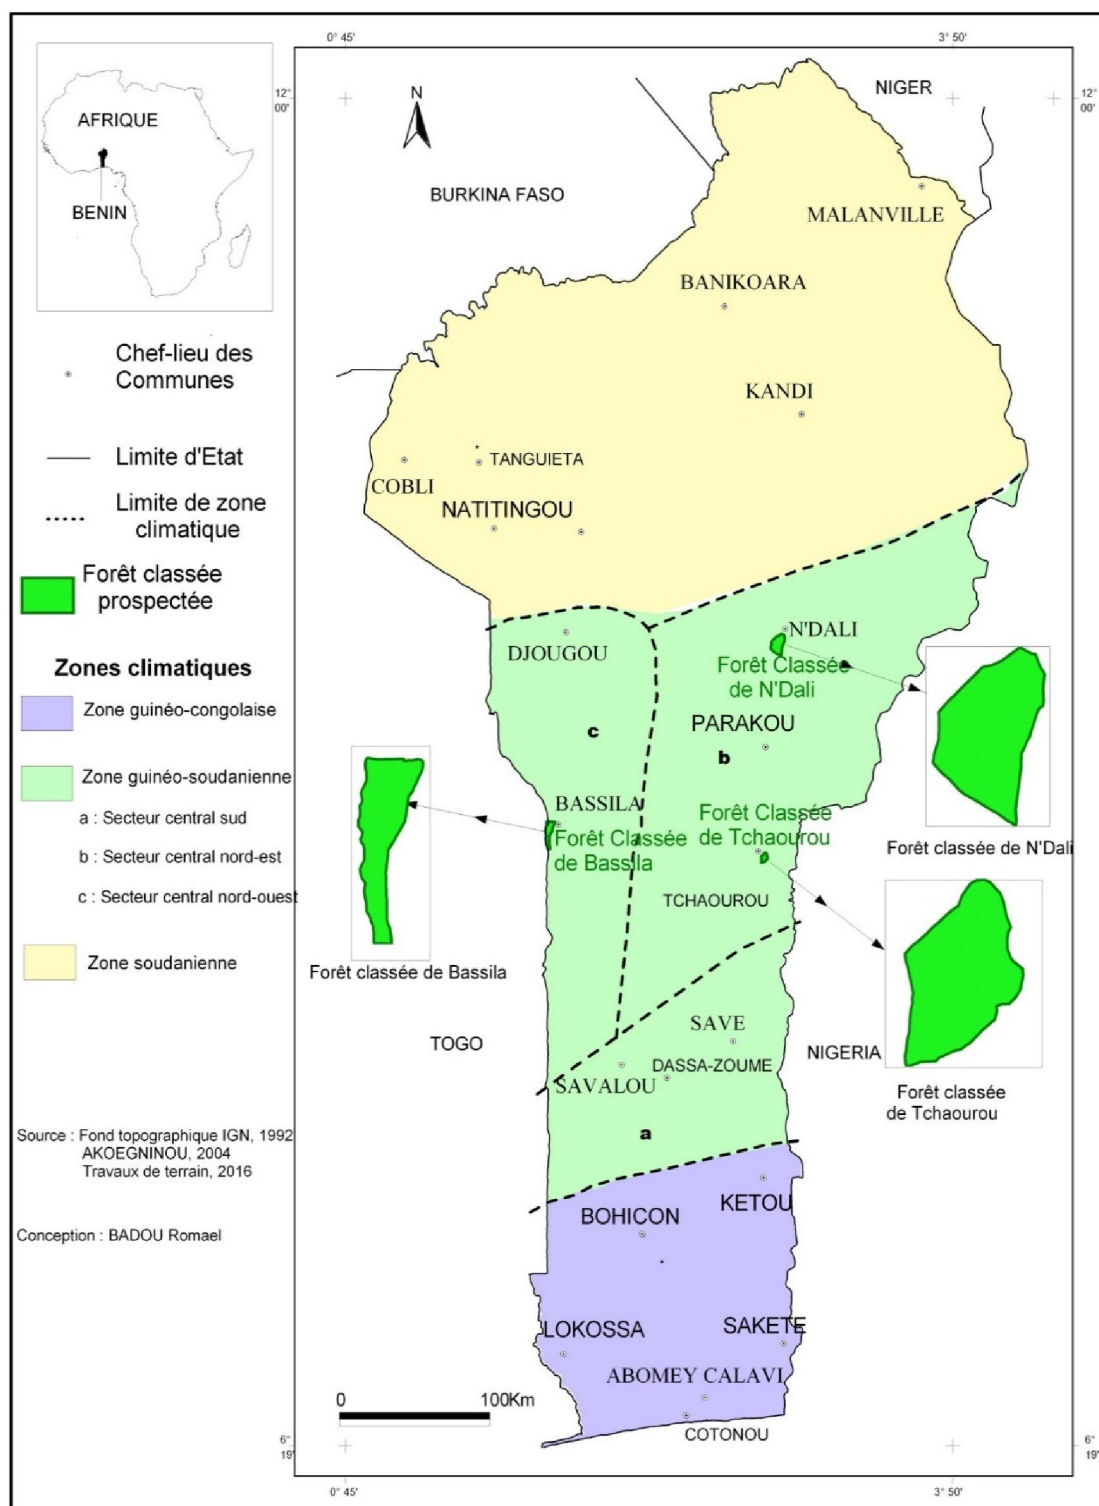 0° 45'
3° 50'
12°
00'
12°
00'
AFRIQUE
BENIN
N
NIGER
BURKINA FASO
MALANVILLE
BANIKOARA
KANDI
TANGUIETA
COBLI
NATITINGOU
Chef-lieu des
Communes
Limite d'Etat
Limite de zone
climatique
Forêt classée
prospectée
Zones climatiques
Zone guinéo-congolaise
Zone guinéo-soudanienne
a : Secteur central sud
b : Secteur central nord-est
c : Secteur central nord-ouest
Zone soudanienne
DJOUGOU
N'DALI
Forêt Classée
de N'Dali
PARAKOU
c
b
BASSILA
Forêt Classée
de Bassila
Forêt Classée
de Tchaourou
TCHAOUROU
Forêt classée de N'Dali
Forêt classée de Bassila
Forêt classée
de Tchaourou
TOGO
NIGERIA
SAVE
DASSA-ZOUME
SAVALOU
a
KETOU
BOHICON
LOKOSSA
SAKETE
ABOMEY CALAVI
COTONOU
0
100Km
Source : Fond topographique IGN, 1992
AKOEGNINOU, 2004
Travaux de terrain, 2016
Conception : BADOU Romael
6°
19'
6°
19'
0° 45'
3° 50'